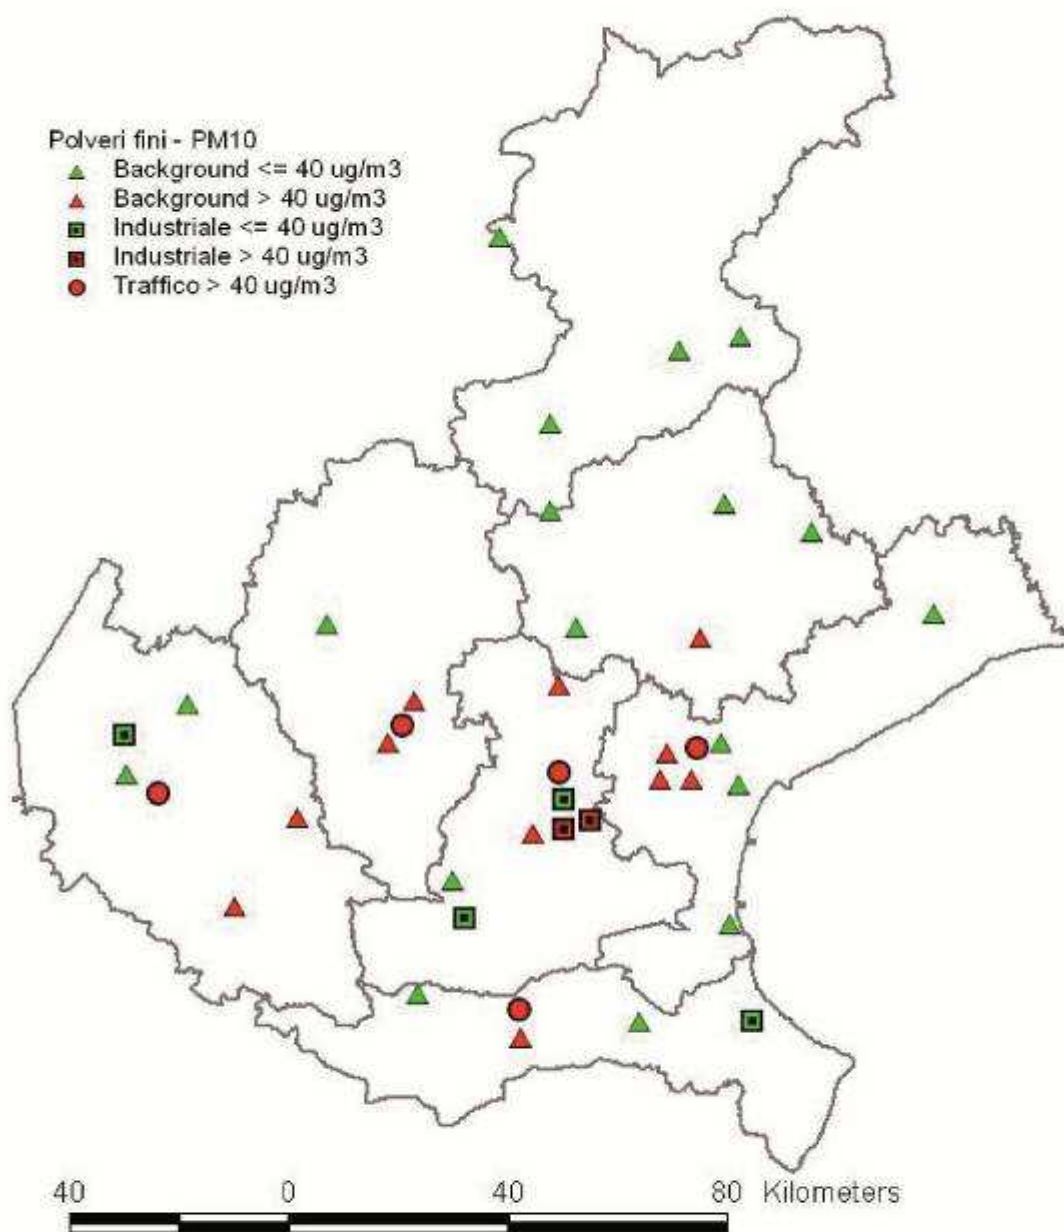 Polveri fini - PM10
Background <= 40 ug/m3
Background > 40 ug/m3
Industriale <= 40 ug/m3
Industriale > 40 ug/m3
Traffico > 40 ug/m3
40 0 40 80 Kilometers